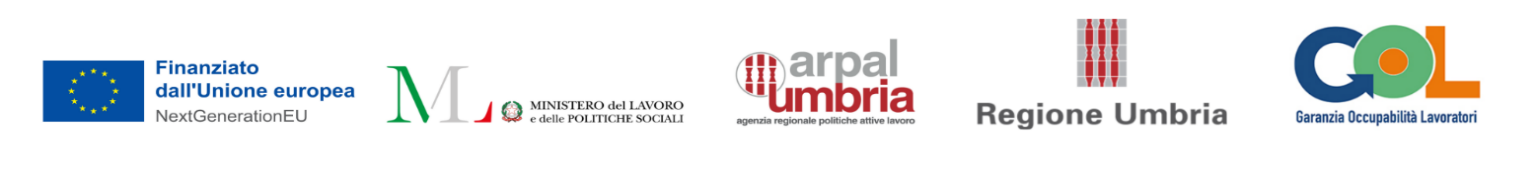 Finanziato
dall'Unione europea
NextGenerationEU
ML
MINISTERO del LAVORO
e delle POLITICHE SOCIALI
arpal
umbria
agenzia regionale politiche attive lavoro
Regione Umbria
GOL
Garanzia Occupabilità Lavoratori